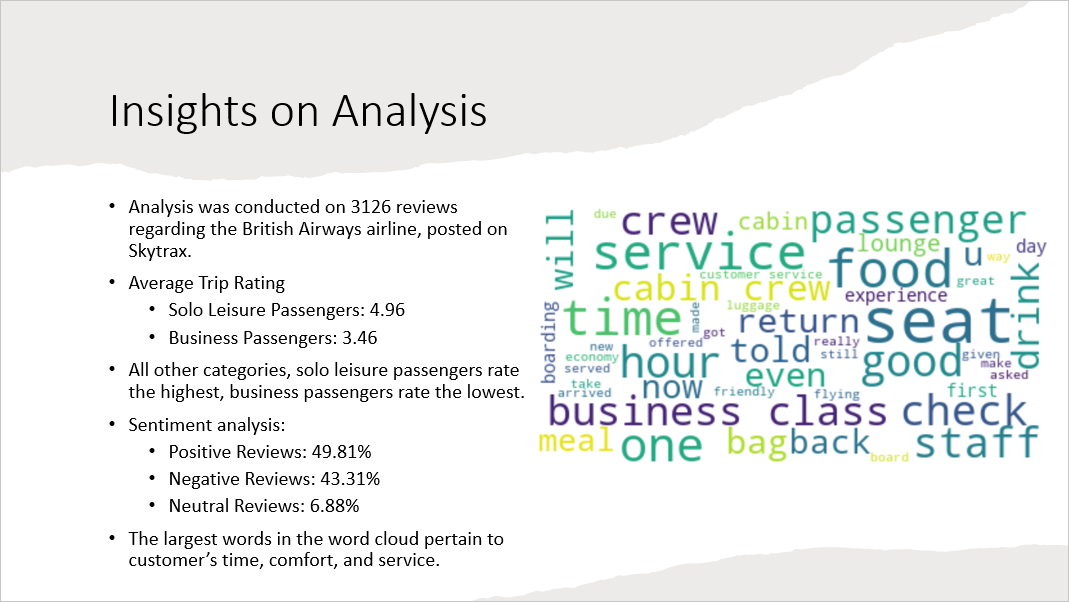 Insights on Analysis
• Analysis was conducted on 3126 reviews
regarding the British Airways airline, posted on
Skytrax.
• Average Trip Rating
• Solo Leisure Passengers: 4.96
• Business Passengers: 3.46
• All other categories, solo leisure passengers rate
the highest, business passengers rate the lowest.
• Sentiment analysis:
• Positive Reviews: 49.81%
• Negative Reviews: 43.31%
• Neutral Reviews: 6.88%
• The largest words in the word cloud pertain to
customer's time, comfort, and service.
will
due
crew
cabin
passenger
service
lounge
u
way
day
customer service
food
great
drink
cabin crew
experience
boarding
time
made
luggage
got
return
seat
new
offered
told
really
still
good
given
economy
served
hour
even
make
asked
take
arrived
now
friendly
flying
first
business class
check
meal
one
bag
back
board
staff